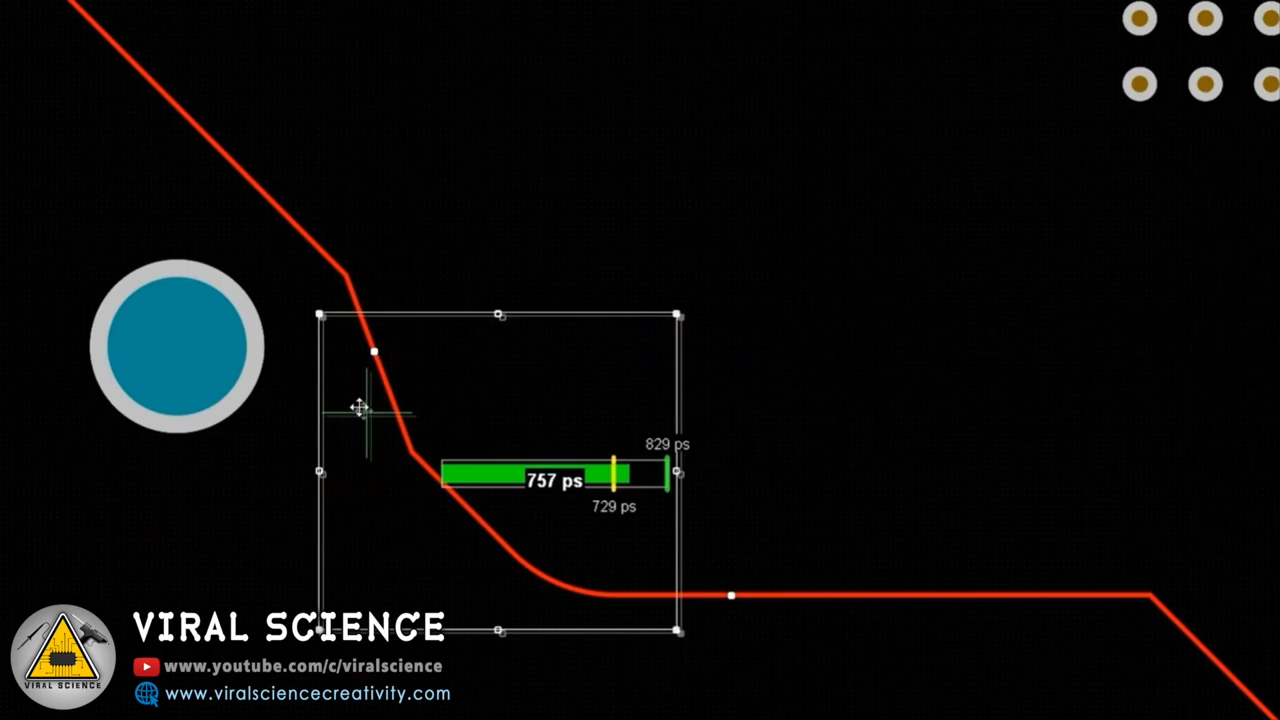 829 ps
757 ps
729 ps
VIRAL SCIENCE
www.youtube.com/c/viralscience
www.viralsciencecreativity.com
VIRAL SCIENCE